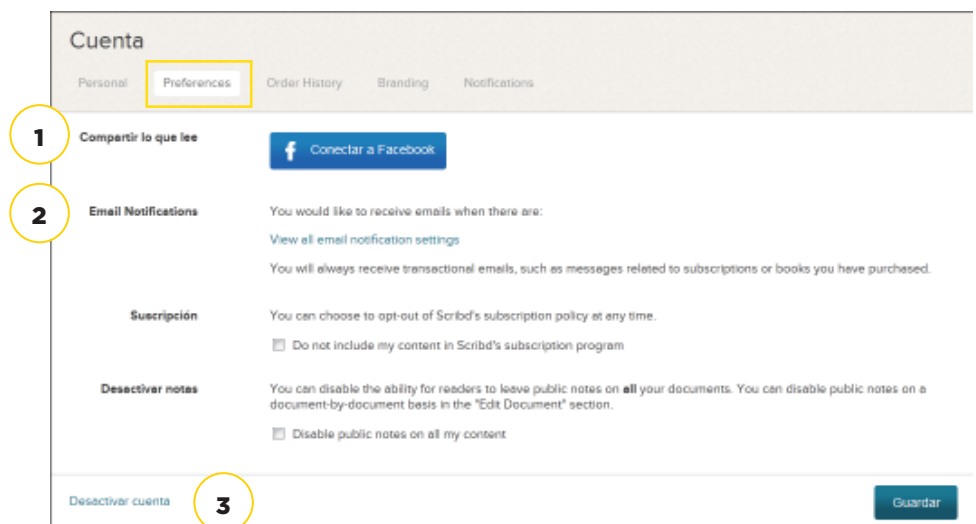 Cuenta
Personal Preferences Order History Branding Notifications
1 Compartir lo que lee f Conectar a Facebook
2 Email Notifications You would like to receive emails when there are:
View all email notification settings
You will always receive transactional emails, such as messages related to subscriptions or books you have purchased.
Suscripción You can choose to opt-out of Scribd's subscription policy at any time.
Do not include my content in Scribd's subscription program
Desactivar notas You can disable the ability for readers to leave public notes on all your documents. You can disable public notes on a
document-by-document basis in the "Edit Document" section.
Disable public notes on all my content
Desactivar cuenta 3 Guardar